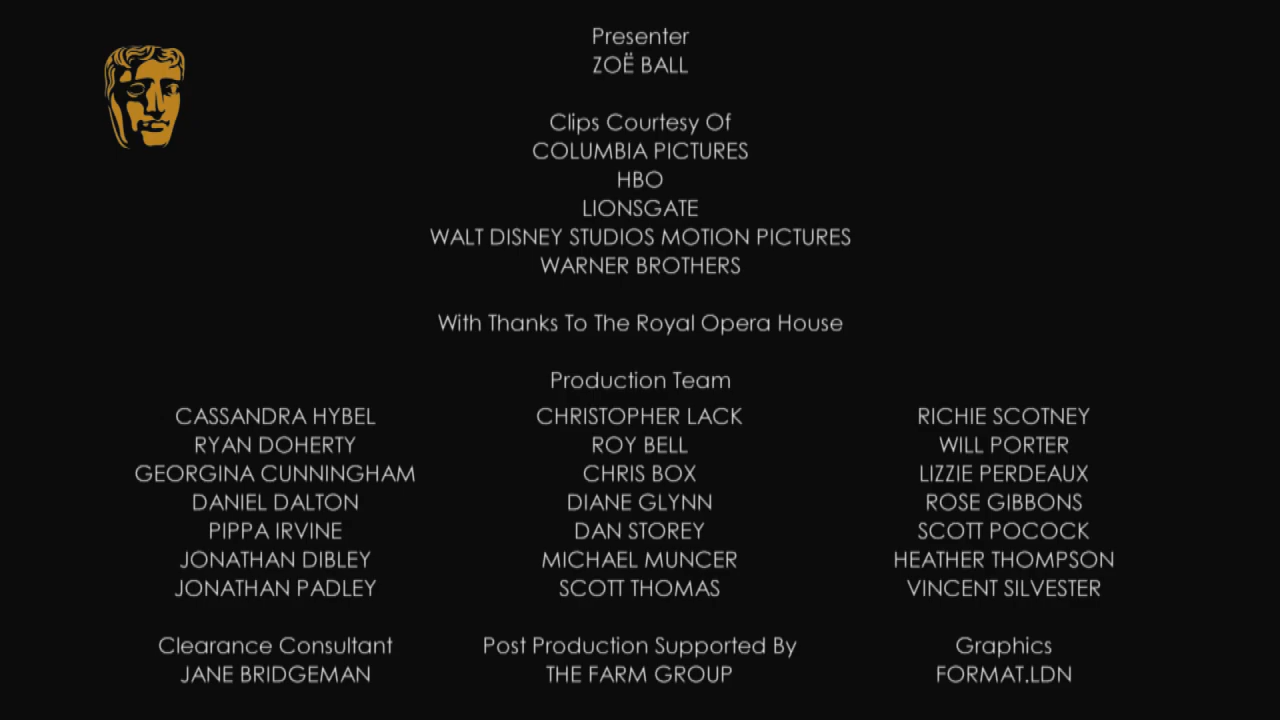 Presenter
ZOË BALL
Clips Courtesy Of
COLUMBIA PICTURES
HBO
LIONSGATE
WALT DISNEY STUDIOS MOTION PICTURES
WARNER BROTHERS
With Thanks To The Royal Opera House
Production Team
CASSANDRA HYBEL
RYAN DOHERTY
GEORGINA CUNNINGHAM
DANIEL DALTON
PIPPA IRVINE
JONATHAN DIBLEY
JONATHAN PADLEY
CHRISTOPHER LACK
ROY BELL
CHRIS BOX
DIANE GLYNN
DAN STOREY
MICHAEL MUNCER
SCOTT THOMAS
RICHIE SCOTNEY
WILL PORTER
LIZZIE PERDEAUX
ROSE GIBBONS
SCOTT POCOCK
HEATHER THOMPSON
VINCENT SILVESTER
Clearance Consultant
JANE BRIDGEMAN
Post Production Supported By
THE FARM GROUP
Graphics
FORMAT.LDN